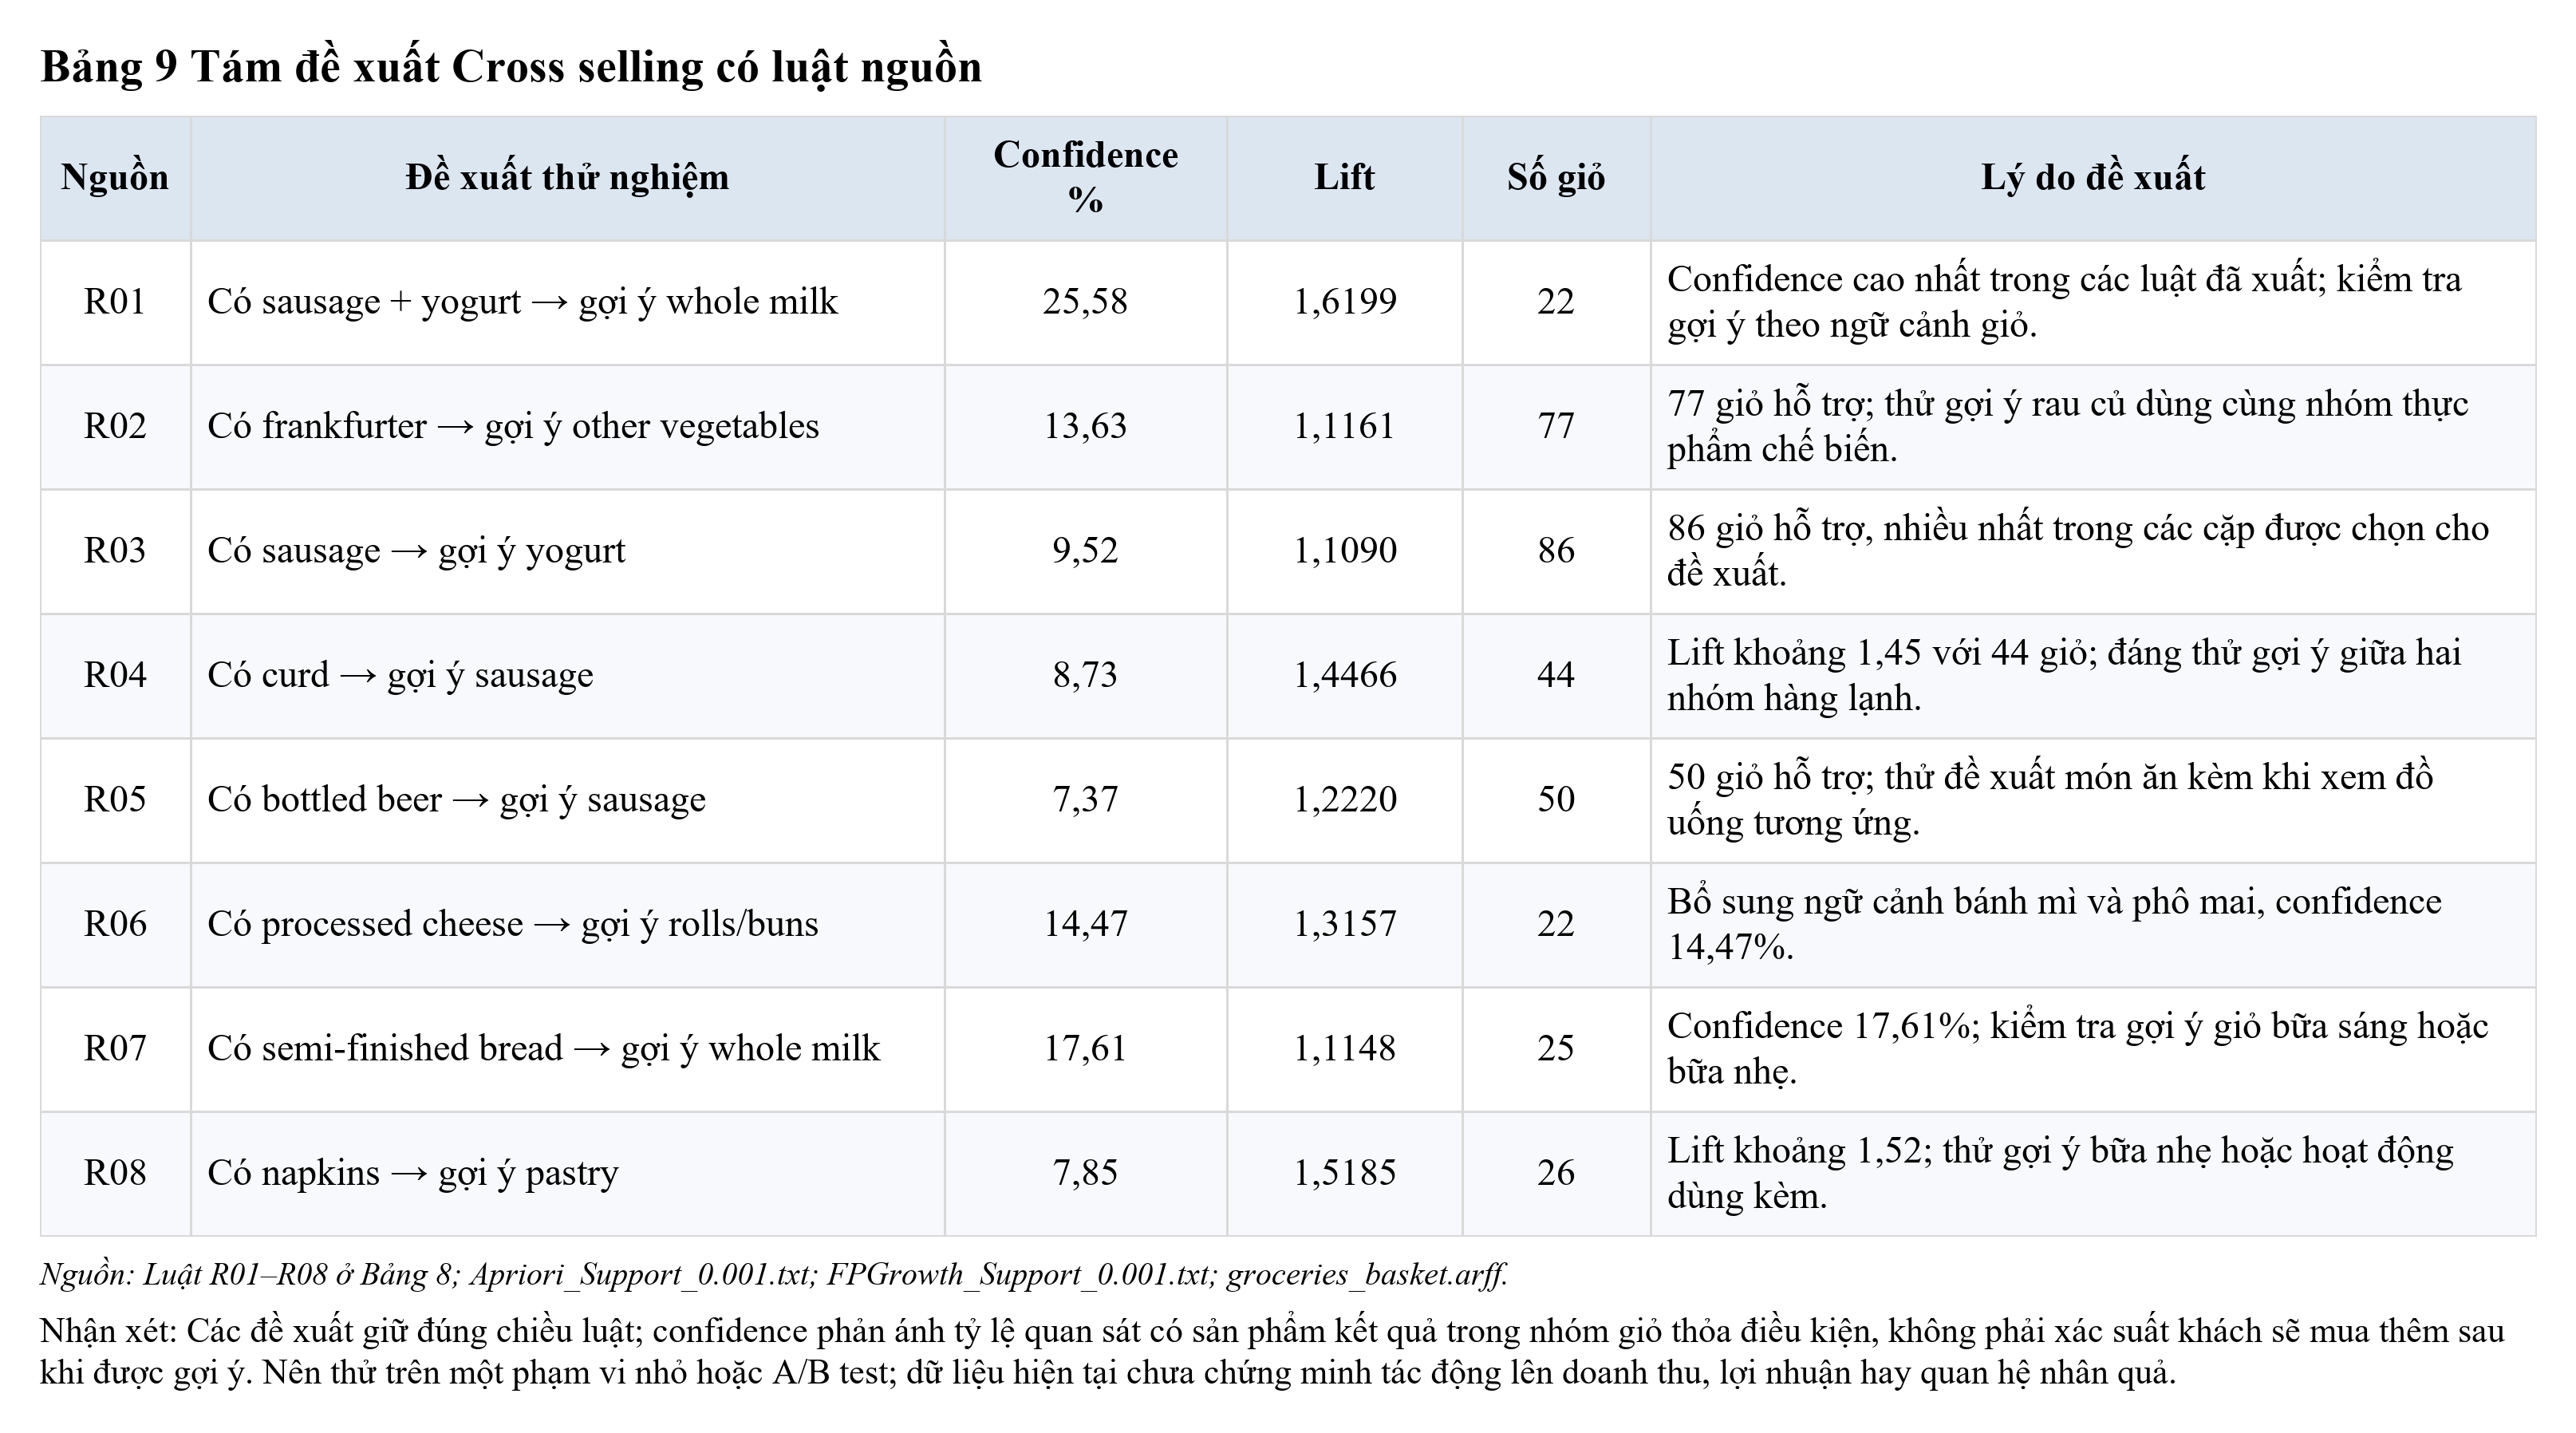 Bảng 9 Tám đề xuất Cross selling có luật nguồn
Nguồn Đề xuất thử nghiệm Confidence % Lift Số giỏ Lý do đề xuất
R01 Có sausage + yogurt → gợi ý whole milk 25,58 1,6199 22 Confidence cao nhất trong các luật đã xuất; kiểm tra
gợi ý theo ngữ cảnh giỏ.
R02 Có frankfurter → gợi ý other vegetables 13,63 1,1161 77 77 giỏ hỗ trợ; thử gợi ý rau củ dùng cùng nhóm thực
phẩm chế biến.
R03 Có sausage → gợi ý yogurt 9,52 1,1090 86 86 giỏ hỗ trợ, nhiều nhất trong các cặp được chọn cho
đề xuất.
R04 Có curd → gợi ý sausage 8,73 1,4466 44 Lift khoảng 1,45 với 44 giỏ; đáng thử gợi ý giữa hai
nhóm hàng lạnh.
R05 Có bottled beer → gợi ý sausage 7,37 1,2220 50 50 giỏ hỗ trợ; thử đề xuất món ăn kèm khi xem đồ
uống tương ứng.
R06 Có processed cheese → gợi ý rolls/buns 14,47 1,3157 22 Bổ sung ngữ cảnh bánh mì và phô mai, confidence
14,47%.
R07 Có semi-finished bread → gợi ý whole milk 17,61 1,1148 25 Confidence 17,61%; kiểm tra gợi ý giỏ bữa sáng hoặc
bữa nhẹ.
R08 Có napkins → gợi ý pastry 7,85 1,5185 26 Lift khoảng 1,52; thử gợi ý bữa nhẹ hoặc hoạt động
dùng kèm.
Nguồn: Luật R01–R08 ở Bảng 8; Apriori_Support_0.001.txt; FPGrowth_Support_0.001.txt; groceries_basket.arff.
Nhận xét: Các đề xuất giữ đúng chiều luật; confidence phản ánh tỷ lệ quan sát có sản phẩm kết quả trong nhóm giỏ thỏa điều kiện, không phải xác suất khách sẽ mua thêm sau
khi được gợi ý. Nên thử trên một phạm vi nhỏ hoặc A/B test; dữ liệu hiện tại chưa chứng minh tác động lên doanh thu, lợi nhuận hay quan hệ nhân quả.